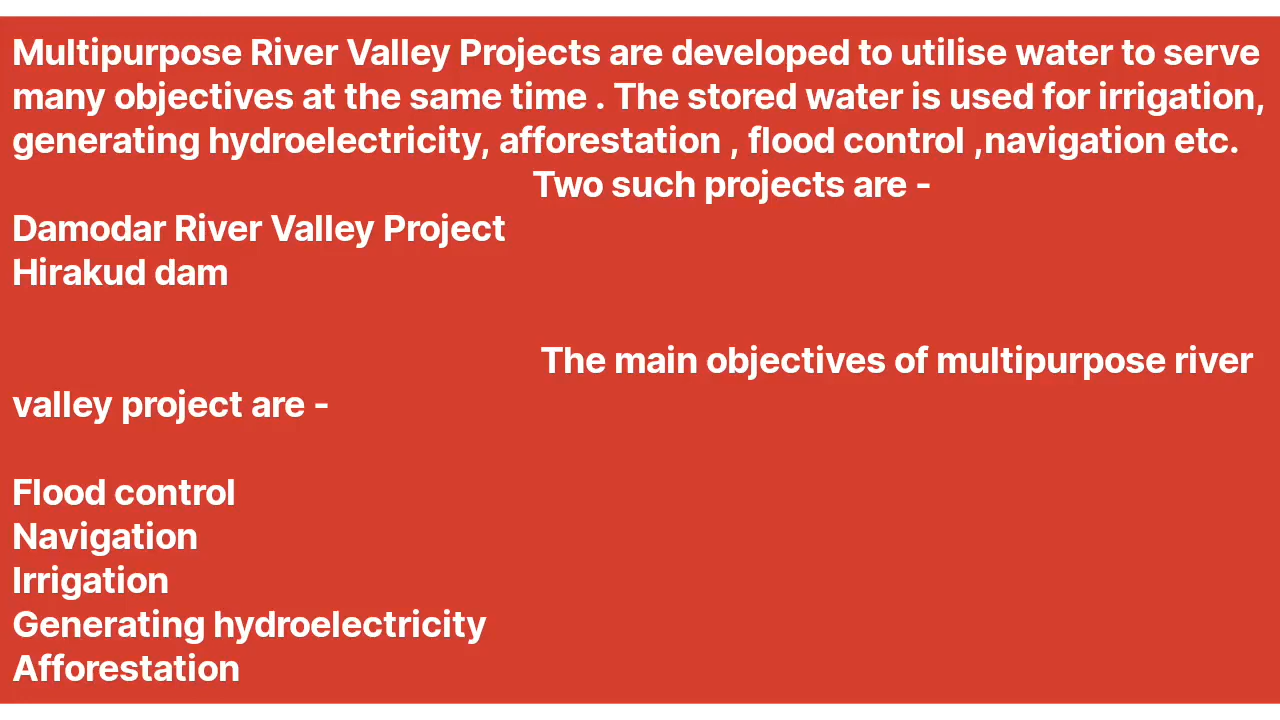 Multipurpose River Valley Projects are developed to utilise water to serve
many objectives at the same time . The stored water is used for irrigation,
generating hydroelectricity, afforestation , flood control ,navigation etc.
Two such projects are -
Damodar River Valley Project
Hirakud dam
The main objectives of multipurpose river
valley project are -
Flood control
Navigation
Irrigation
Generating hydroelectricity
Afforestation